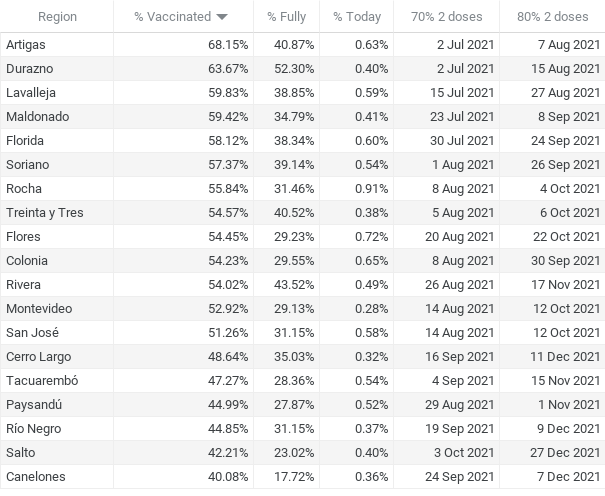 Region % Vaccinated % Fully % Today 70% 2 doses 80% 2 doses
Artigas 68.15% 40.87% 0.63% 2 Jul 2021 7 Aug 2021
Durazno 63.67% 52.30% 0.40% 2 Jul 2021 15 Aug 2021
Lavalleja 59.83% 38.85% 0.59% 15 Jul 2021 27 Aug 2021
Maldonado 59.42% 34.79% 0.41% 23 Jul 2021 8 Sep 2021
Florida 58.12% 38.34% 0.60% 30 Jul 2021 24 Sep 2021
Soriano 57.37% 39.14% 0.54% 1 Aug 2021 26 Sep 2021
Rocha 55.84% 31.46% 0.91% 8 Aug 2021 4 Oct 2021
Treinta y Tres 54.57% 40.52% 0.38% 5 Aug 2021 6 Oct 2021
Flores 54.45% 29.23% 0.72% 20 Aug 2021 22 Oct 2021
Colonia 54.23% 29.55% 0.65% 8 Aug 2021 30 Sep 2021
Rivera 54.02% 43.52% 0.49% 26 Aug 2021 17 Nov 2021
Montevideo 52.92% 29.13% 0.28% 14 Aug 2021 12 Oct 2021
San José 51.26% 31.15% 0.58% 14 Aug 2021 12 Oct 2021
Cerro Largo 48.64% 35.03% 0.32% 16 Sep 2021 11 Dec 2021
Tacuarembó 47.27% 28.36% 0.54% 4 Sep 2021 15 Nov 2021
Paysandú 44.99% 27.87% 0.52% 29 Aug 2021 1 Nov 2021
Río Negro 44.85% 31.15% 0.37% 19 Sep 2021 9 Dec 2021
Salto 42.21% 23.02% 0.40% 3 Oct 2021 27 Dec 2021
Canelones 40.08% 17.72% 0.36% 24 Sep 2021 7 Dec 2021